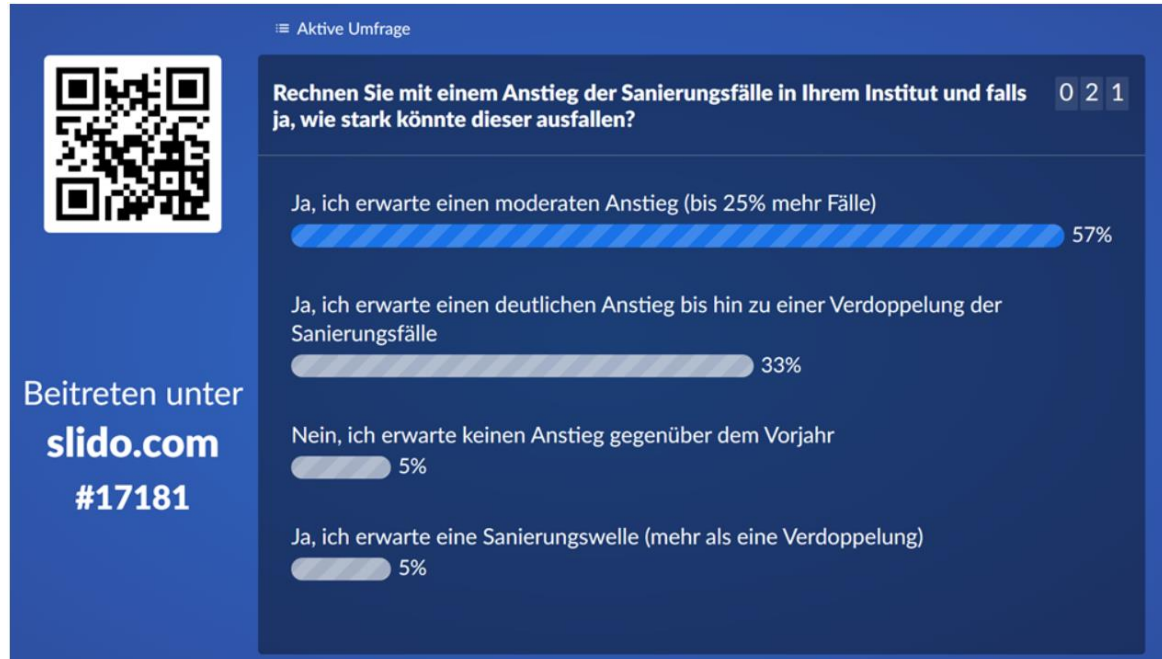 Aktive Umfrage
Rechnen Sie mit einem Anstieg der Sanierungsfälle in Ihrem Institut und falls
ja, wie stark könnte dieser ausfallen?
0 2 1
Ja, ich erwarte einen moderaten Anstieg (bis 25% mehr Fälle)
57%
Ja, ich erwarte einen deutlichen Anstieg bis hin zu einer Verdoppelung der
Sanierungsfälle
33%
Nein, ich erwarte keinen Anstieg gegenüber dem Vorjahr
5%
Ja, ich erwarte eine Sanierungswelle (mehr als eine Verdoppelung)
5%
Beitreten unter
slido.com
#17181